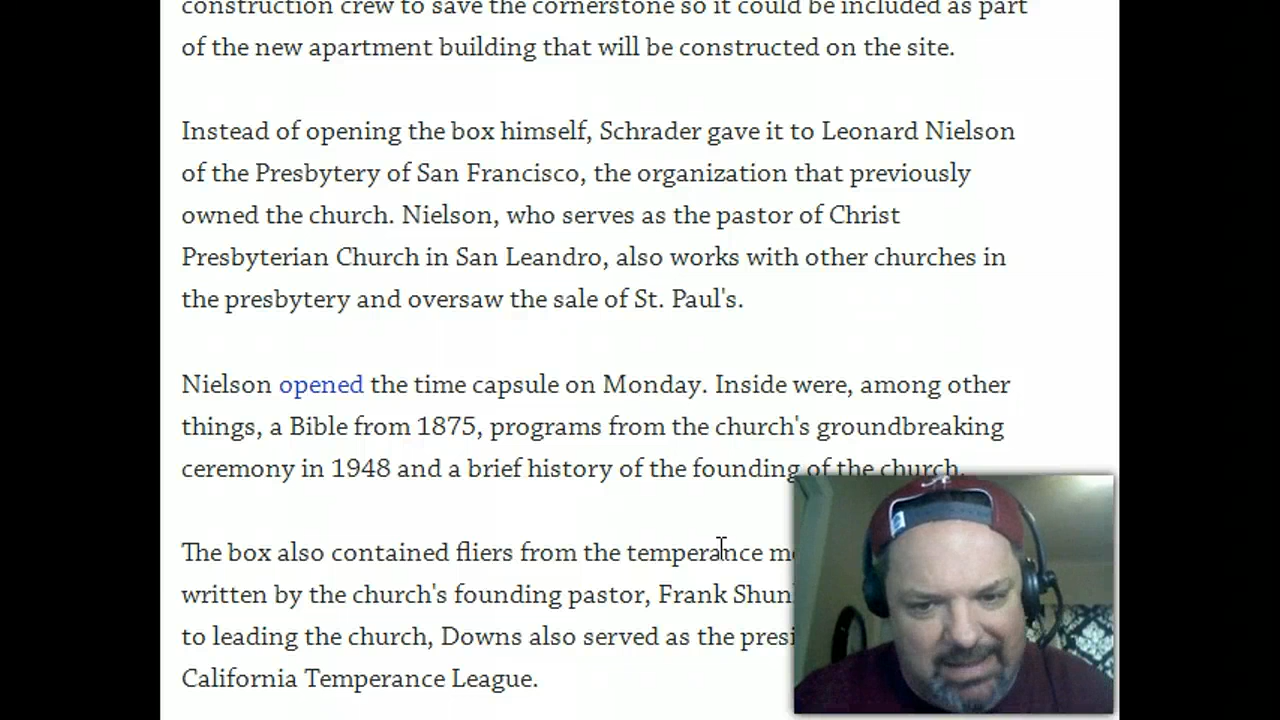 construction crew to save the cornerstone so it could be included as part
of the new apartment building that will be constructed on the site.
Instead of opening the box himself, Schrader gave it to Leonard Nielson
of the Presbytery of San Francisco, the organization that previously
owned the church. Nielson, who serves as the pastor of Christ
Presbyterian Church in San Leandro, also works with other churches in
the presbytery and oversaw the sale of St. Paul's.
Nielson opened the time capsule on Monday. Inside were, among other
things, a Bible from 1875, programs from the church's groundbreaking
ceremony in 1948 and a brief history of the founding of the church.
The box also contained fliers from the temperance
written by the church's founding pastor, Frank
to leading the church, Downs also served as the
California Temperance League.